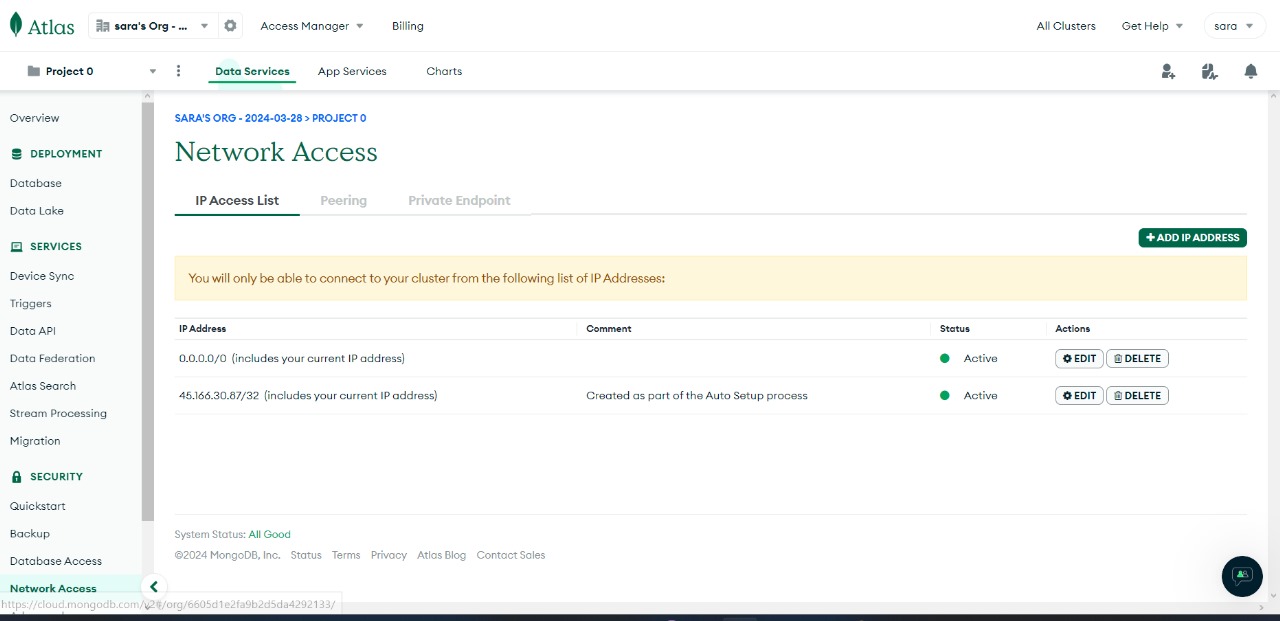 Atlas
sara's Org - ...
Access Manager
Billing
All Clusters
Get Help
sara
Project 0
Data Services
App Services
Charts
Overview
DEPLOYMENT
Database
Data Lake
SERVICES
Device Sync
Triggers
Data API
Data Federation
Atlas Search
Stream Processing
Migration
SECURITY
Quickstart
Backup
Database Access
Network Access
https://cloud.mongodb.com/v2#/org/6605d1e2fa9b2d5da4292133/
SARA'S ORG - 2024-03-28 > PROJECT 0
Network Access
IP Access List
Peering
Private Endpoint
+ ADD IP ADDRESS
You will only be able to connect to your cluster from the following list of IP Addresses:
IP Address Comment Status Actions
0.0.0.0/0 (includes your current IP address) Active EDIT DELETE
45.166.30.87/32 (includes your current IP address) Created as part of the Auto Setup process Active EDIT DELETE
System Status: All Good
©2024 MongoDB, Inc. Status Terms Privacy Atlas Blog Contact Sales